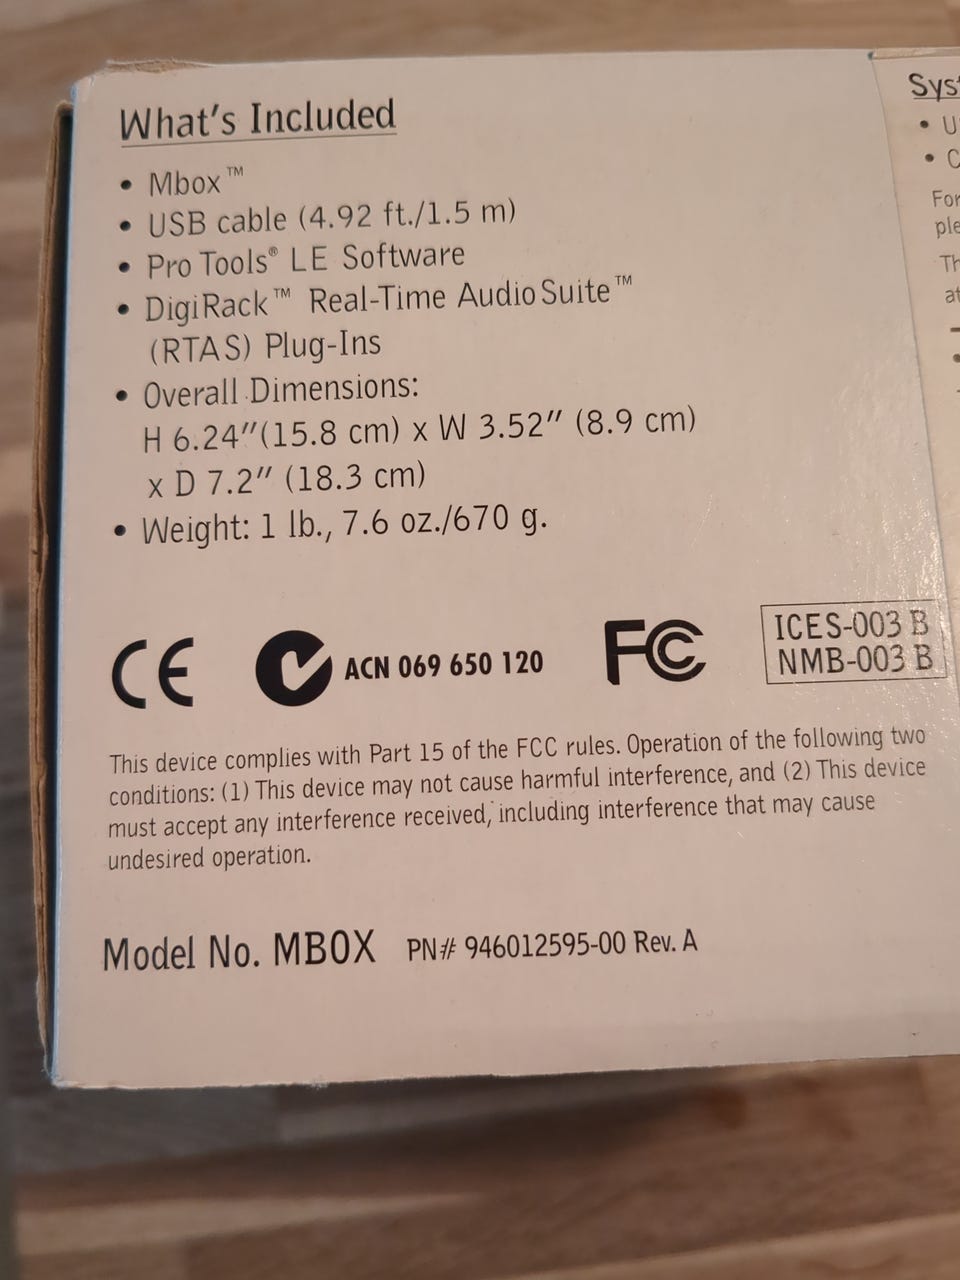 What's Included
• Mbox™
• USB cable (4.92 ft./1.5 m)
• Pro Tools® LE Software
• DigiRack™ Real-Time AudioSuite™
(RTAS) Plug-Ins
• Overall Dimensions:
H 6.24"(15.8 cm) x W 3.52" (8.9 cm)
x D 7.2" (18.3 cm)
• Weight: 1 lb., 7.6 oz./670 g.
CE
ACN 069 650 120
FC
ICES-003 B
NMB-003 B
This device complies with Part 15 of the FCC rules. Operation of the following two
conditions: (1) This device may not cause harmful interference, and (2) This device
must accept any interference received, including interference that may cause
undesired operation.
Model No. MBOX PN# 946012595-00 Rev. A